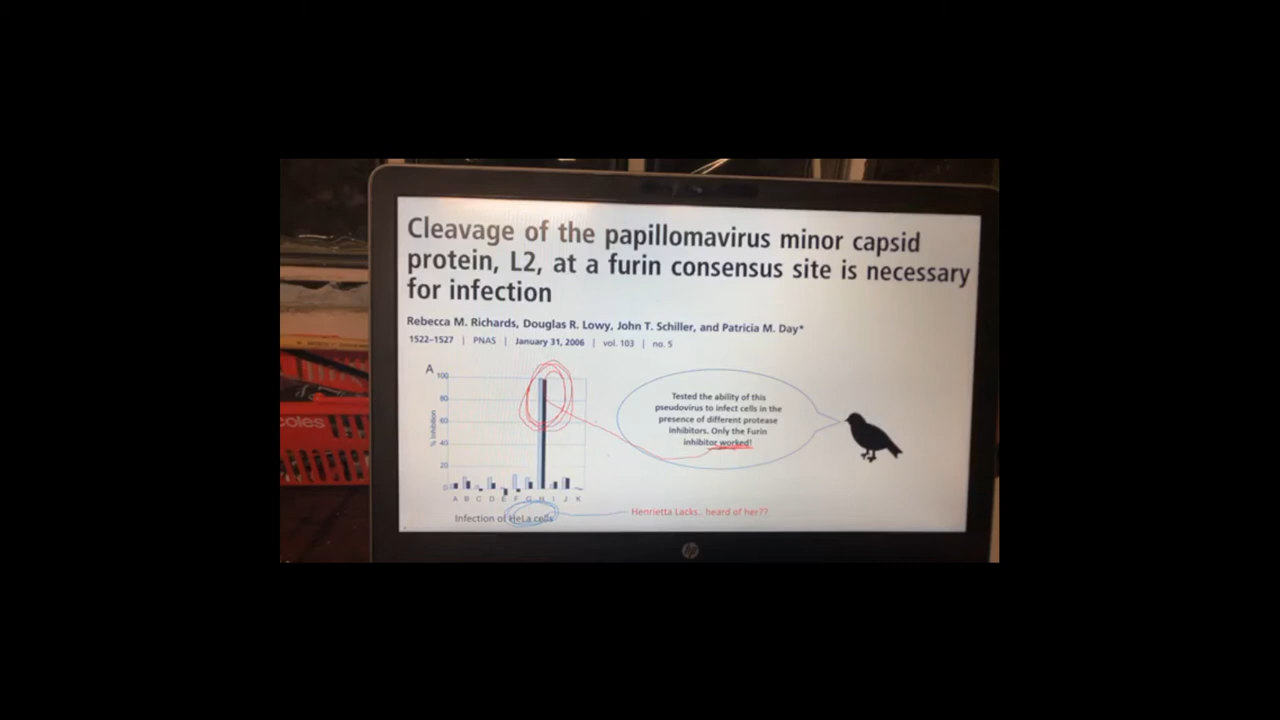 Cleavage of the papillomavirus minor capsid
protein, L2, at a furin consensus site is necessary
for infection
Rebecca M. Richards, Douglas R. Lowy, John T. Schiller, and Patricia M. Day*
1522–1527 | PNAS | January 31, 2006 | vol. 103 | no. 5
A
100
80
60
40
20
0
% Inhibition
A B C D E F G H I J K
Infection of HeLa cells
Tested the ability of this
pseudovirus to infect cells in the
presence of different protease
inhibitors. Only the Furin
inhibitor worked!
Henrietta Lacks.. heard of her??
coles
hp